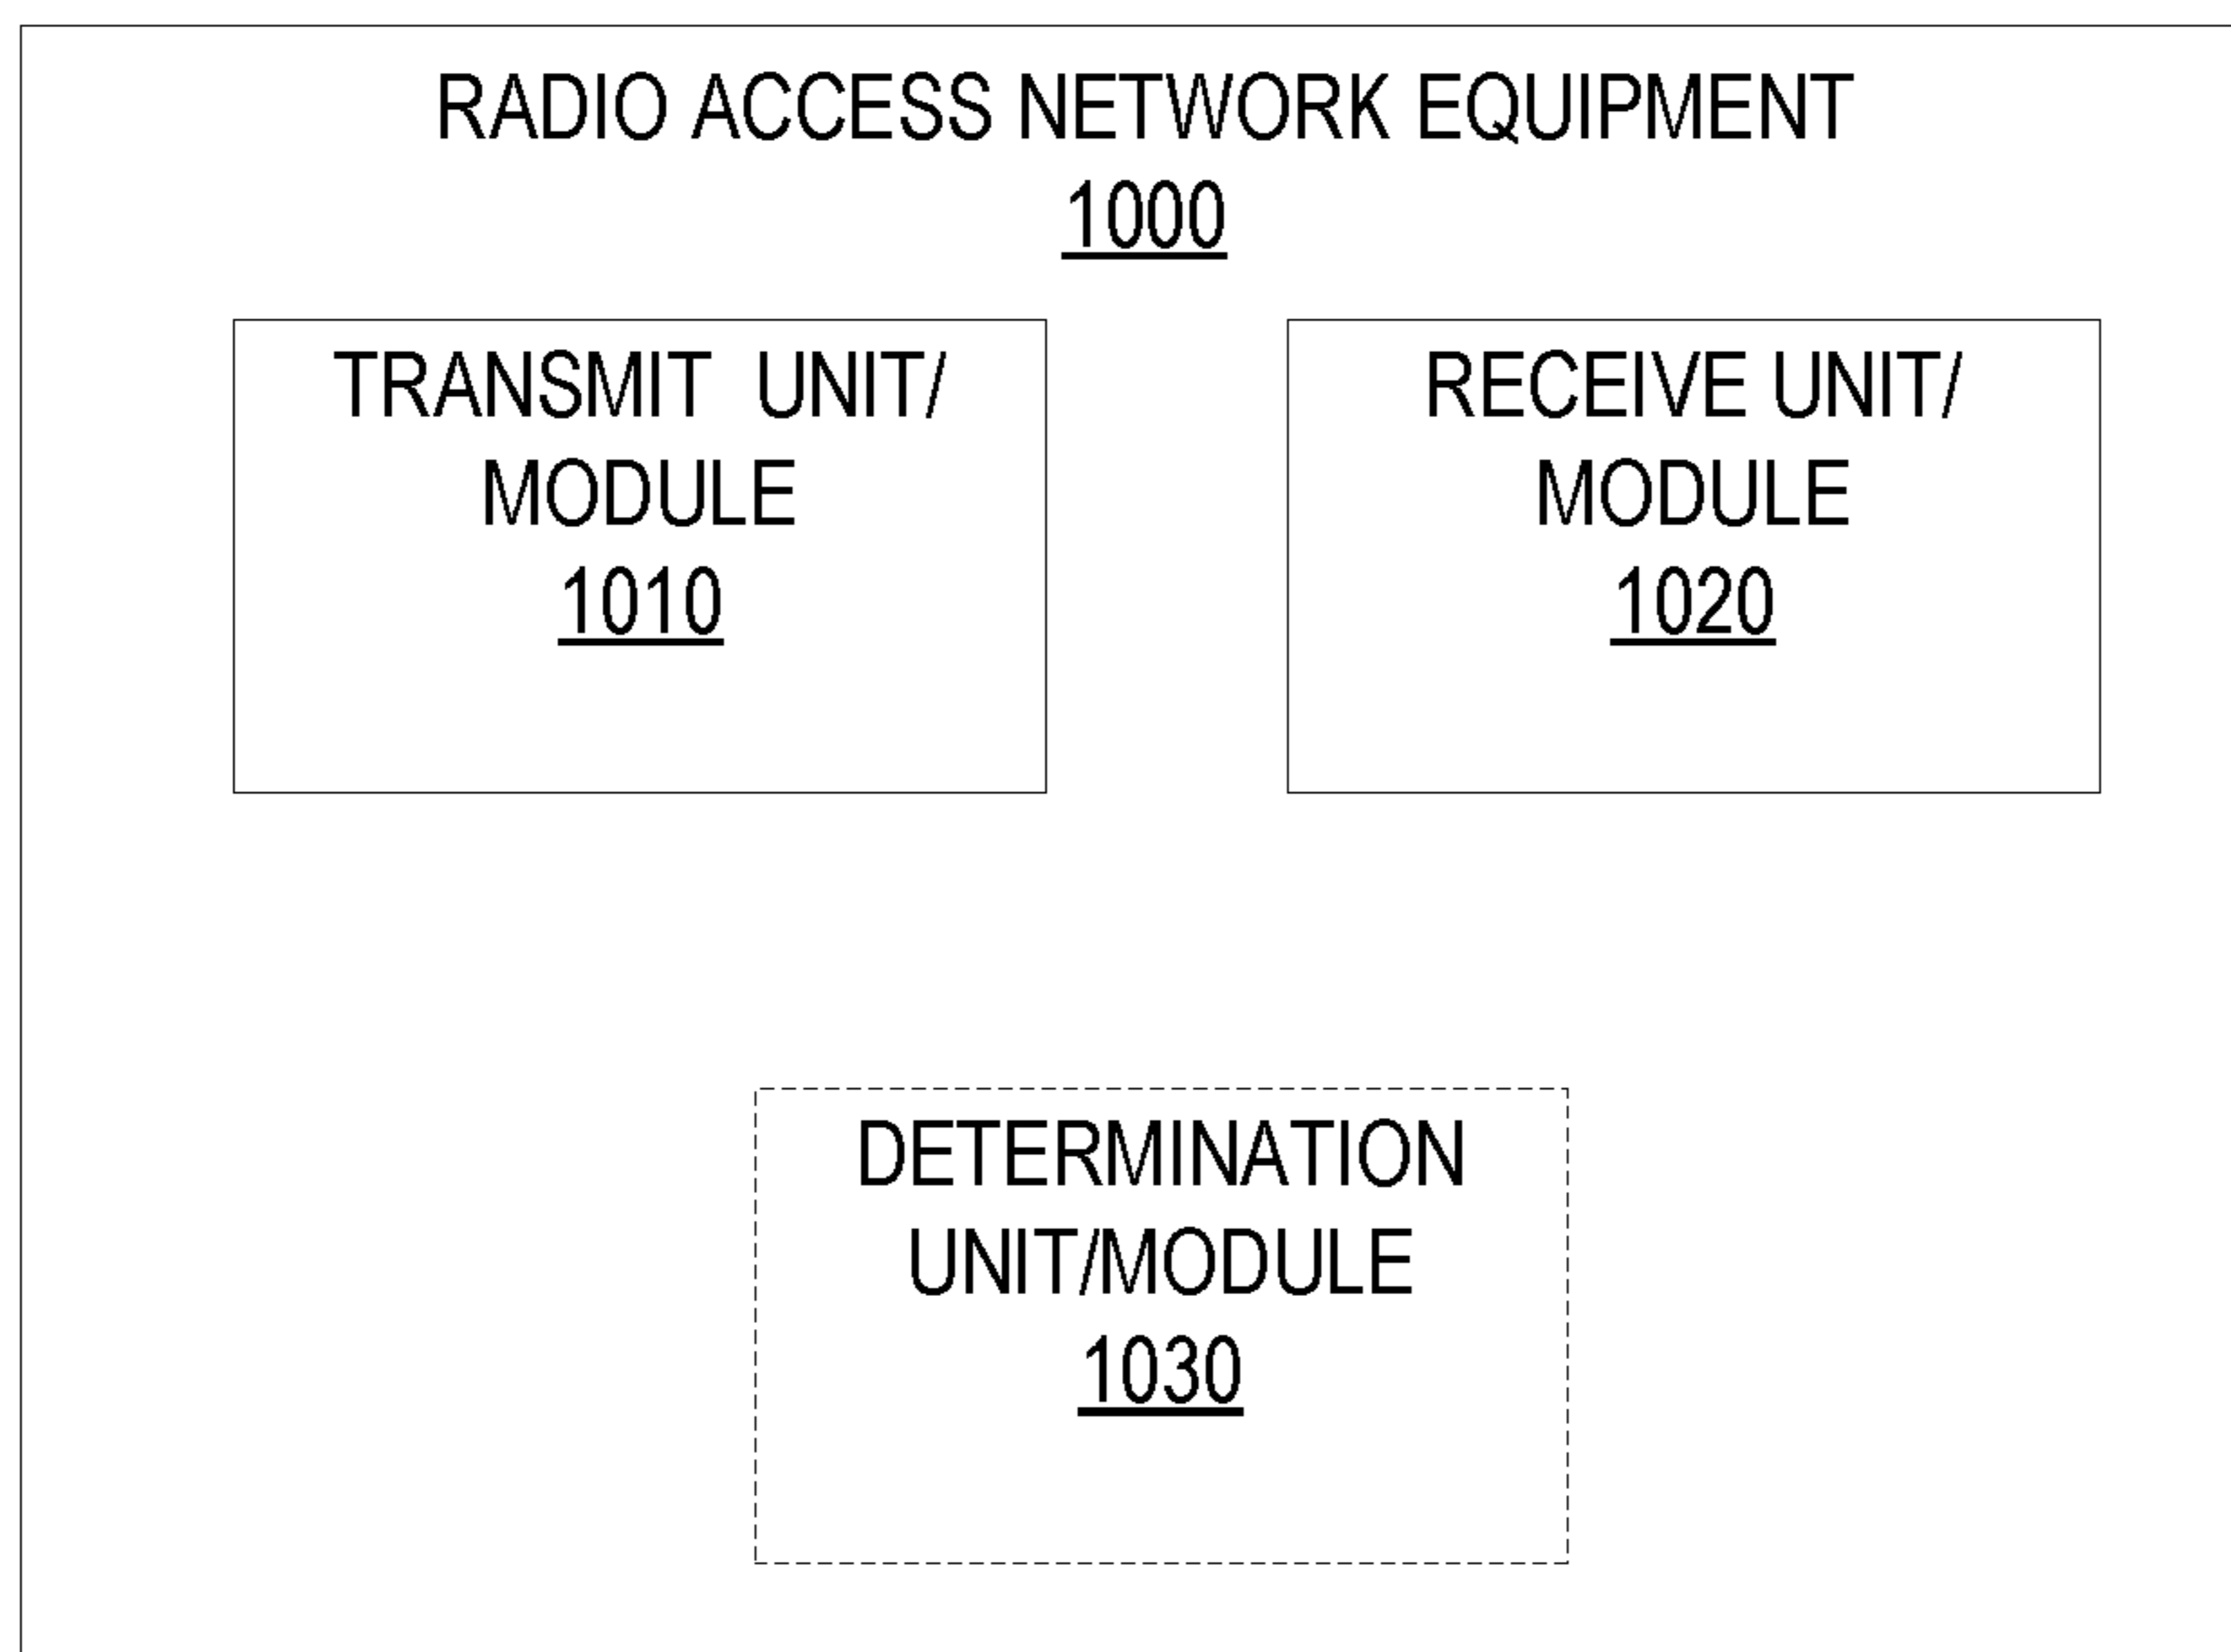 RADIO ACCESS NETWORK EQUIPMENT
1000
TRANSMIT UNIT/
MODULE
1010
RECEIVE UNIT/
MODULE
1020
DETERMINATION
UNIT/MODULE
1030